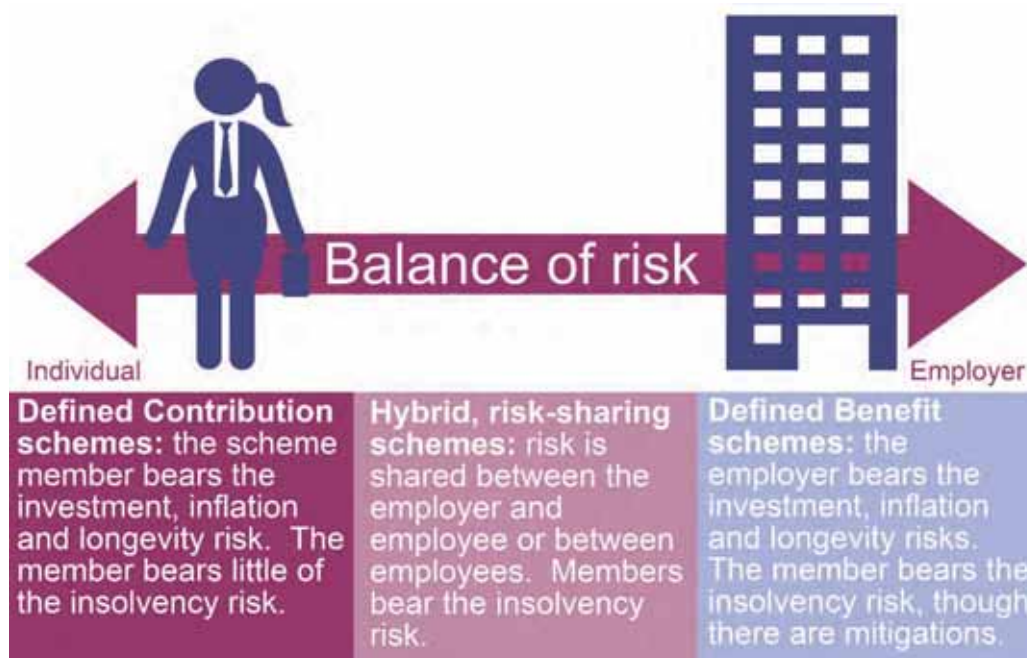 Balance of risk
Individual
Employer
Defined Contribution
schemes: the scheme
member bears the
investment, inflation
and longevity risk.  The
member bears little of
the insolvency risk.
Hybrid, risk-sharing
schemes: risk is
shared between the
employer and
employee or between
employees.  Members
bear the insolvency
risk.
Defined Benefit
schemes: the
employer bears the
investment, inflation
and longevity risks.
The member bears the
insolvency risk, though
there are mitigations.